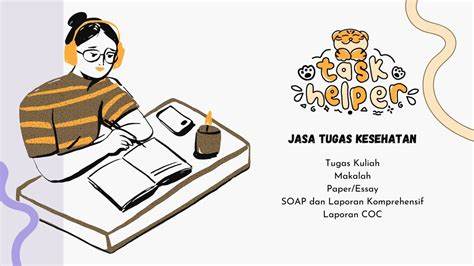 task
helper
JASA TUGAS KESEHATAN
Tugas Kuliah
Makalah
Paper/Essay
SOAP dan Laporan Komprehensif
Laporan COC